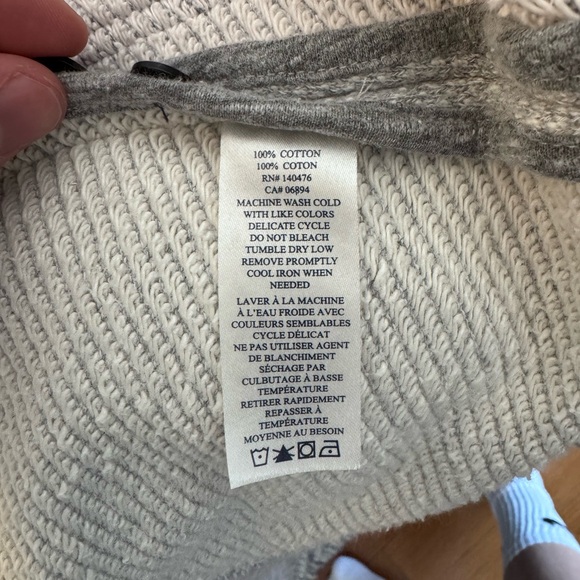 100% COTTON
100% COTON
RN# 140476
CA# 06894
MACHINE WASH COLD
WITH LIKE COLORS
DELICATE CYCLE
DO NOT BLEACH
TUMBLE DRY LOW
REMOVE PROMPTLY
COOL IRON WHEN
NEEDED
LAVER À LA MACHINE
À L'EAU FROIDE AVEC
COULEURS SEMBLABLES
CYCLE DÉLICAT
NE PAS UTILISER AGENT
DE BLANCHIMENT
SÉCHAGE PAR
CULBUTAGE À BASSE
TEMPÉRATURE
RETIRER RAPIDEMENT
REPASSER À
TEMPÉRATURE
MOYENNE AU BESOIN